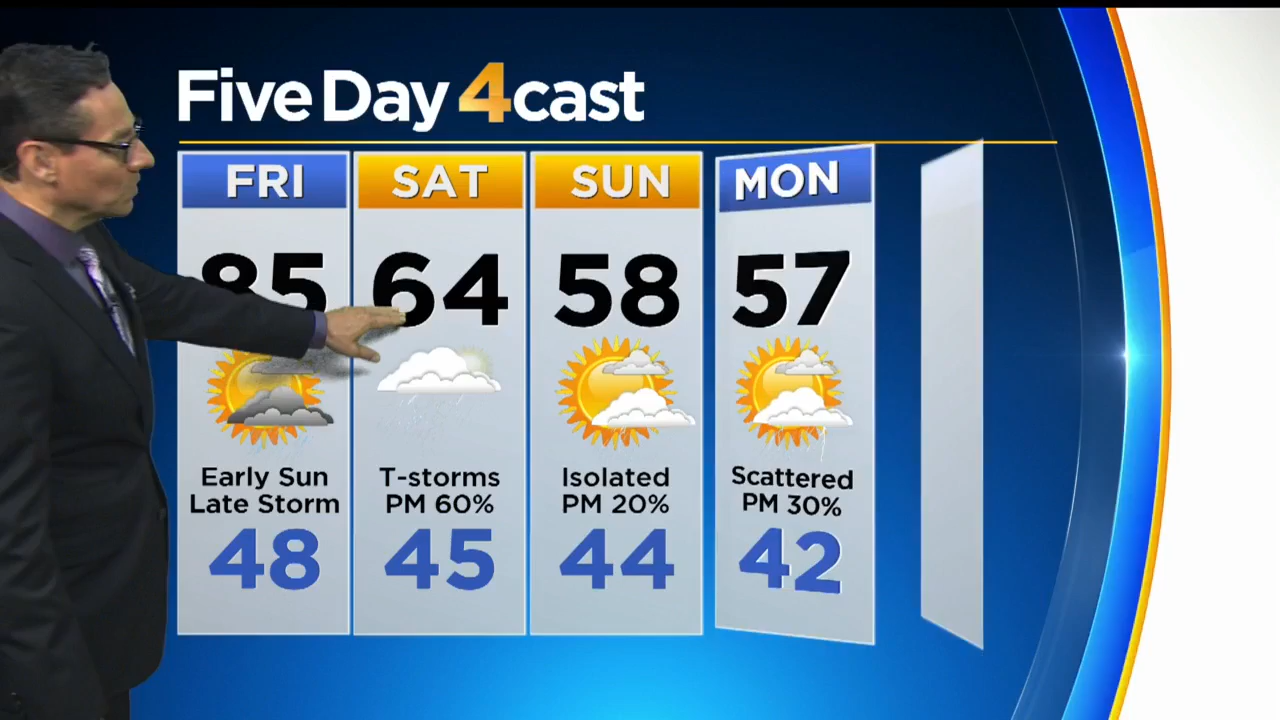 Five Day 4cast
FRI
85
Early Sun
Late Storm
48
SAT
64
T-storms
PM 60%
45
SUN
58
Isolated
PM 20%
44
MON
57
Scattered
PM 30%
42